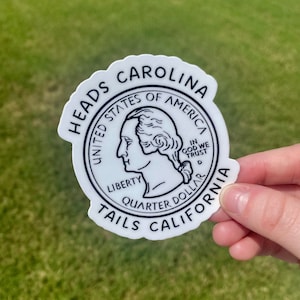 HEADS CAROLINA
UNITED STATES OF AMERICA
IN
GOD WE
TRUST
D
LIBERTY
QUARTER DOLLAR
TAILS CALIFORNIA